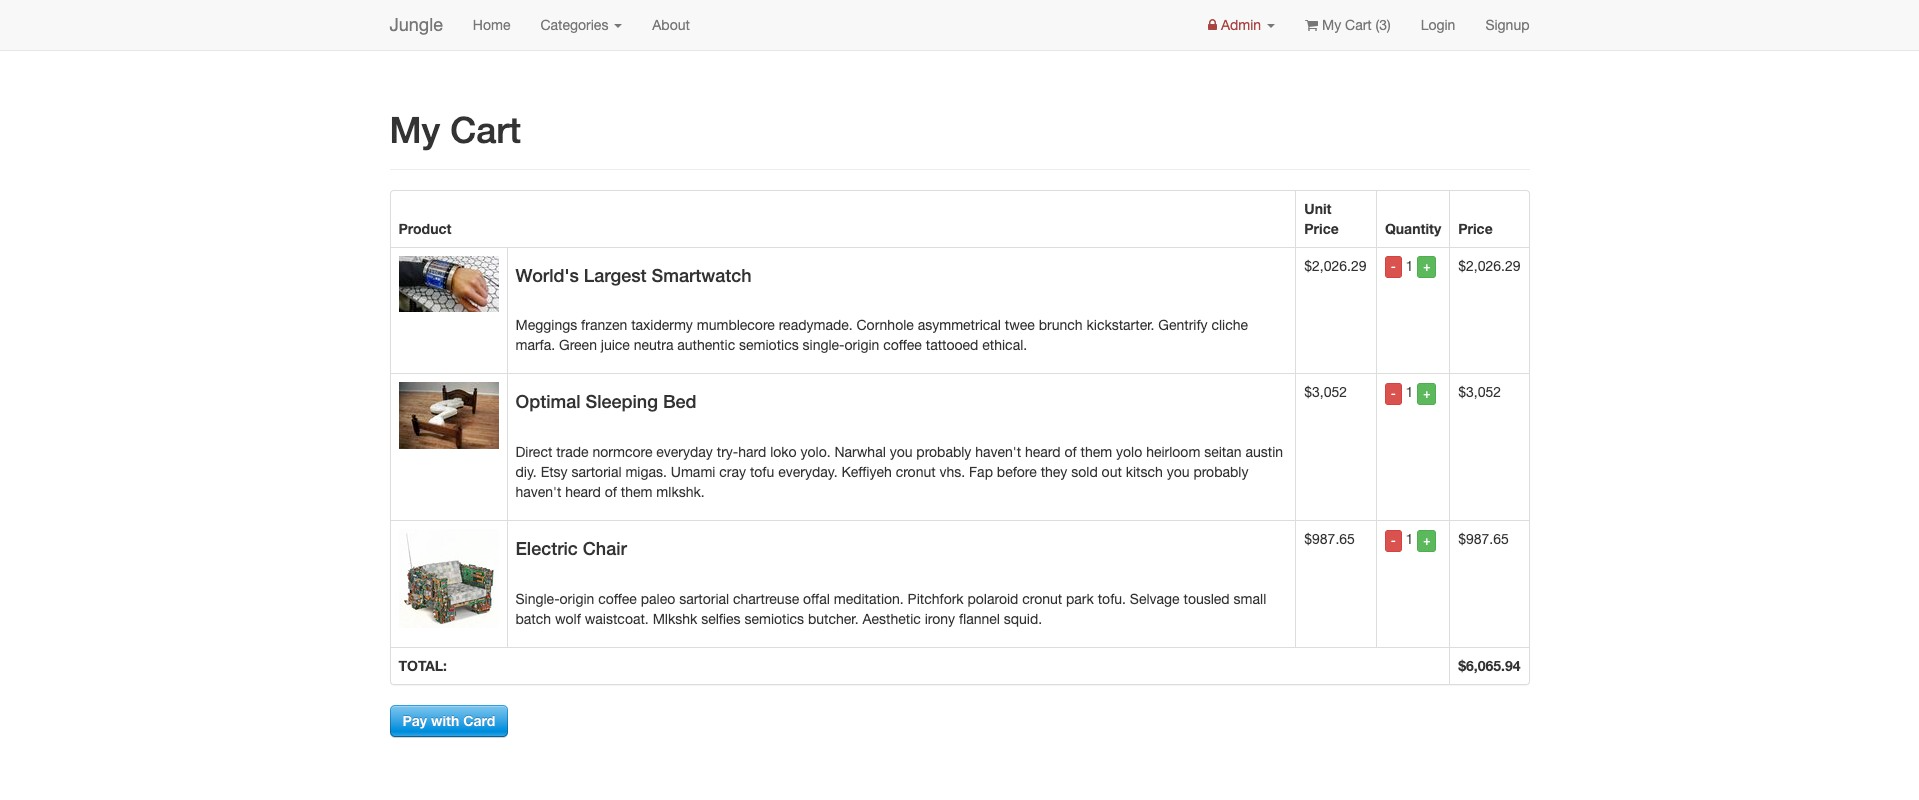 Jungle Home Categories About Admin My Cart (3) Login Signup
My Cart
Product Unit Price Quantity Price
World's Largest Smartwatch $2,026.29 - 1 + $2,026.29
Meggings franzen taxidermy mumblecore readymade. Cornhole asymmetrical twee brunch kickstarter. Gentrify cliche
marfa. Green juice neutra authentic semiotics single-origin coffee tattooed ethical.
Optimal Sleeping Bed $3,052 - 1 + $3,052
Direct trade normcore everyday try-hard loko yolo. Narwhal you probably haven't heard of them yolo heirloom seitan austin
diy. Etsy sartorial migas. Umami cray tofu everyday. Keffiyeh cronut vhs. Fap before they sold out kitsch you probably
haven't heard of them mlkshk.
Electric Chair $987.65 - 1 + $987.65
Single-origin coffee paleo sartorial chartreuse offal meditation. Pitchfork polaroid cronut park tofu. Selvage tousled small
batch wolf waistcoat. Mlkshk selfies semiotics butcher. Aesthetic irony flannel squid.
TOTAL: $6,065.94
Pay with Card